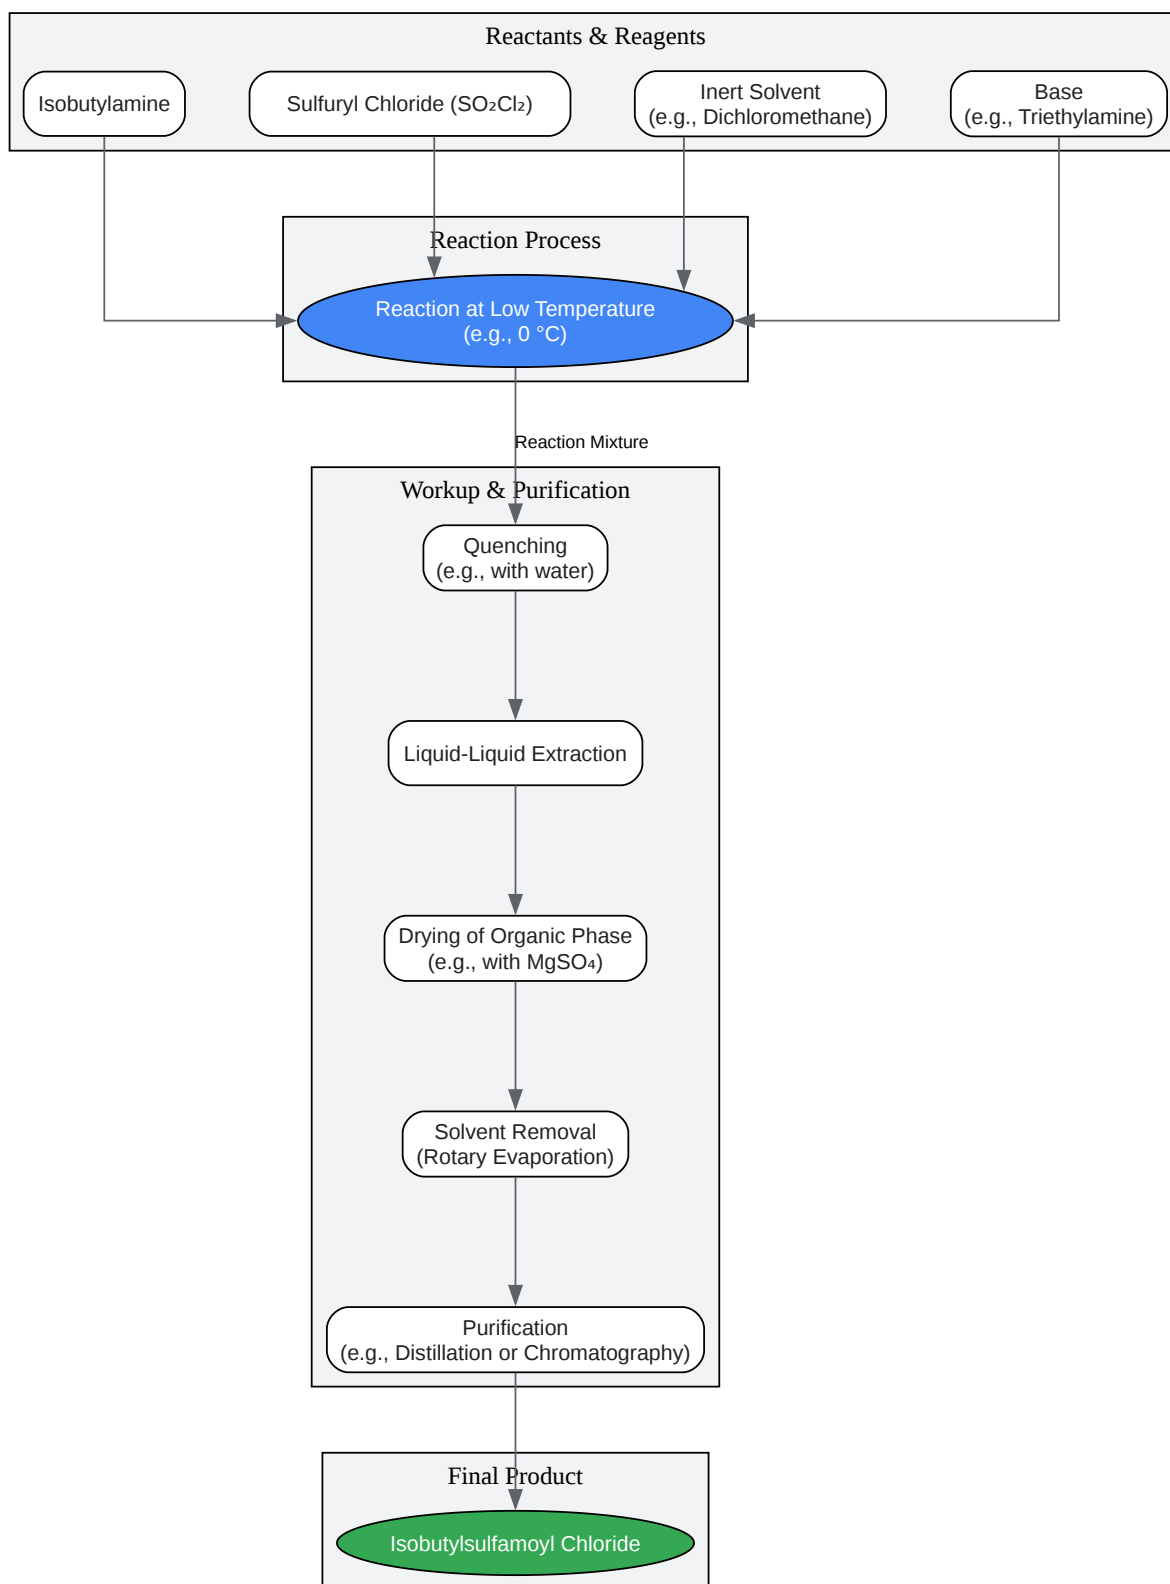 Reactants & Reagents
Isobutylamine
Sulfuryl Chloride (SO₂Cl₂)
Inert Solvent
(e.g., Dichloromethane)
Base
(e.g., Triethylamine)
Reaction Process
Reaction at Low Temperature
(e.g., 0 °C)
Reaction Mixture
Workup & Purification
Quenching
(e.g., with water)
Liquid-Liquid Extraction
Drying of Organic Phase
(e.g., with MgSO₄)
Solvent Removal
(Rotary Evaporation)
Purification
(e.g., Distillation or Chromatography)
Final Product
Isobutylsulfamoyl Chloride